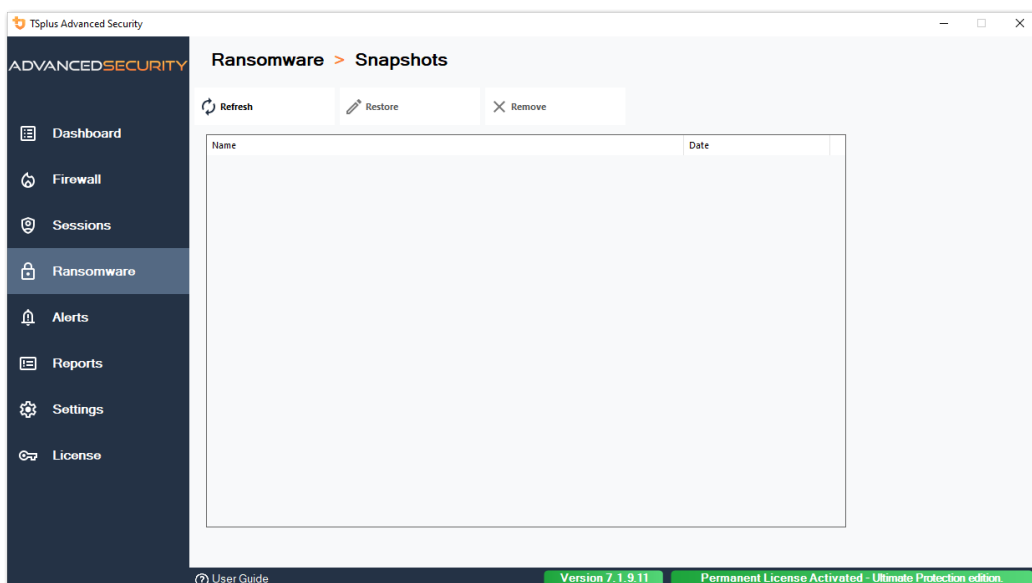 TSplus Advanced Security
ADVANCEDSECURITY
Ransomware > Snapshots
Refresh
Restore
Remove
Name
Date
Dashboard
Firewall
Sessions
Ransomware
Alerts
Reports
Settings
License
User Guide
Version 7.1.9.11
Permanent License Activated - Ultimate Protection edition.